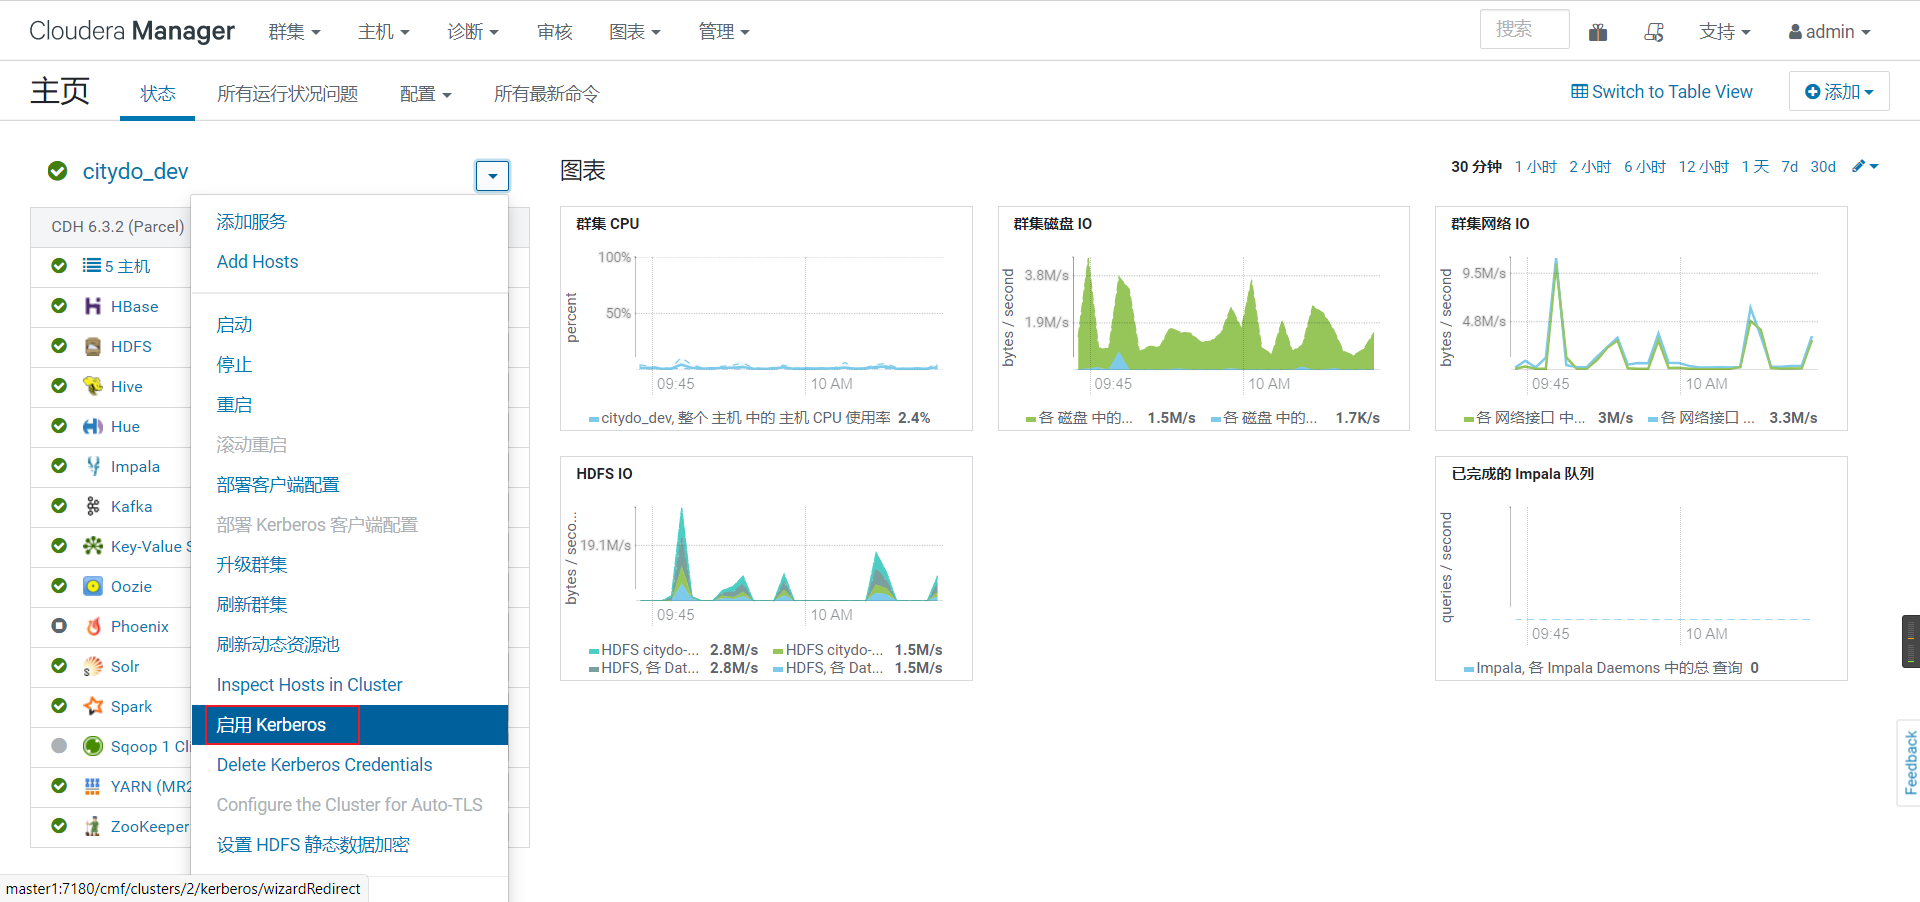 Cloudera Manager 群集 主机 诊断 审核 图表 管理 搜索 支持 admin
主页 状态 所有运行状况问题 配置 所有最新命令 Switch to Table View 添加
citydo_dev
CDH 6.3.2 (Parcel)
5 主机
HBase
HDFS
Hive
Hue
Impala
Kafka
Key-Value S
Oozie
Phoenix
Solr
Spark
Sqoop 1 Cli
YARN (MR2
ZooKeeper
添加服务
Add Hosts
启动
停止
重启
滚动重启
部署客户端配置
部署 Kerberos 客户端配置
升级群集
刷新群集
刷新动态资源池
Inspect Hosts in Cluster
启用 Kerberos
Delete Kerberos Credentials
Configure the Cluster for Auto-TLS
设置 HDFS 静态数据加密
master1:7180/cmf/clusters/2/kerberos/wizardRedirect
图表
30 分钟 1 小时 2 小时 6 小时 12 小时 1 天 7d 30d
群集 CPU
percent
100%
50%
09:45 10 AM
citydo_dev, 整个 主机 中的 主机 CPU 使用率 2.4%
群集磁盘 IO
bytes / second
3.8M/s
1.9M/s
09:45 10 AM
各 磁盘 中的... 1.5M/s 各 磁盘 中的... 1.7K/s
群集网络 IO
bytes / second
9.5M/s
4.8M/s
09:45 10 AM
各 网络接口 中... 3M/s 各 网络接口 ... 3.3M/s
HDFS IO
bytes / seco...
19.1M/s
09:45 10 AM
HDFS citydo-... 2.8M/s HDFS citydo-... 1.5M/s
HDFS, 各 Dat... 2.8M/s HDFS, 各 Dat... 1.5M/s
已完成的 Impala 队列
queries / second
09:45 10 AM
Impala, 各 Impala Daemons 中的总 查询 0
Feedback